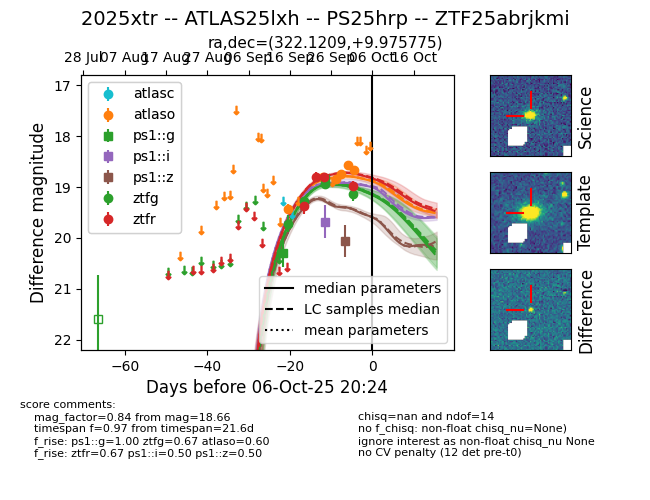 2025xtr -- ATLAS25lxh -- PS25hrp -- ZTF25abrjkmi
ra,dec=(322.1209,+9.975775)
28 Jul 07 Aug 17 Aug 27 Aug 06 Sep 16 Sep 26 Sep 06 Oct 16 Oct
17
18
19
20
21
22
Difference magnitude
atlasc
atlaso
ps1::g
ps1::i
ps1::z
ztfg
ztfr
median parameters
LC samples median
mean parameters
−60 −40 −20 0
Days before 06-Oct-25 20:24
Science
Template
Difference
score comments:
mag_factor=0.84 from mag=18.66
timespan f=0.97 from timespan=21.6d
f_rise: ps1::g=1.00 ztfg=0.67 atlaso=0.60
f_rise: ztfr=0.67 ps1::i=0.50 ps1::z=0.50
chisq=nan and ndof=14
no f_chisq: non-float chisq_nu=None)
ignore interest as non-float chisq_nu None
no CV penalty (12 det pre-t0)